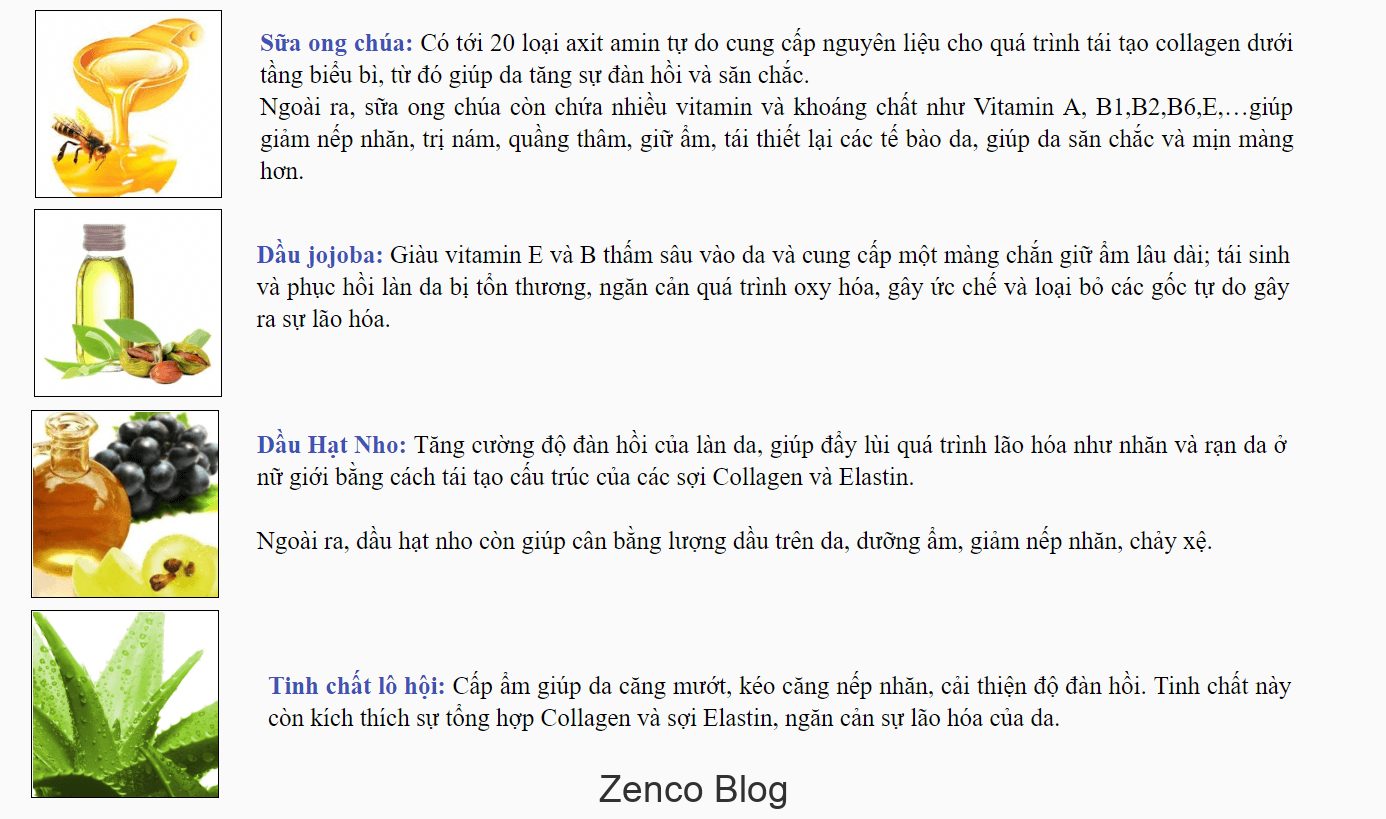 Sữa ong chúa: Có tới 20 loại axit amin tự do cung cấp nguyên liệu cho quá trình tái tạo collagen dưới
tầng biểu bì, từ đó giúp da tăng sự đàn hồi và săn chắc.
Ngoài ra, sữa ong chúa còn chứa nhiều vitamin và khoáng chất như Vitamin A, B1,B2,B6,E,…giúp
giảm nếp nhăn, trị nám, quầng thâm, giữ ẩm, tái thiết lại các tế bào da, giúp da săn chắc và mịn màng
hơn.
Dầu jojoba: Giàu vitamin E và B thấm sâu vào da và cung cấp một màng chắn giữ ẩm lâu dài; tái sinh
và phục hồi làn da bị tổn thương, ngăn cản quá trình oxy hóa, gây ức chế và loại bỏ các gốc tự do gây
ra sự lão hóa.
Dầu Hạt Nho: Tăng cường độ đàn hồi của làn da, giúp đẩy lùi quá trình lão hóa như nhăn và rạn da ở
nữ giới bằng cách tái tạo cấu trúc của các sợi Collagen và Elastin.
Ngoài ra, dầu hạt nho còn giúp cân bằng lượng dầu trên da, dưỡng ẩm, giảm nếp nhăn, chảy xệ.
Tinh chất lô hội: Cấp ẩm giúp da căng mướt, kéo căng nếp nhăn, cải thiện độ đàn hồi. Tinh chất này
còn kích thích sự tổng hợp Collagen và sợi Elastin, ngăn cản sự lão hóa của da.
Zenco Blog